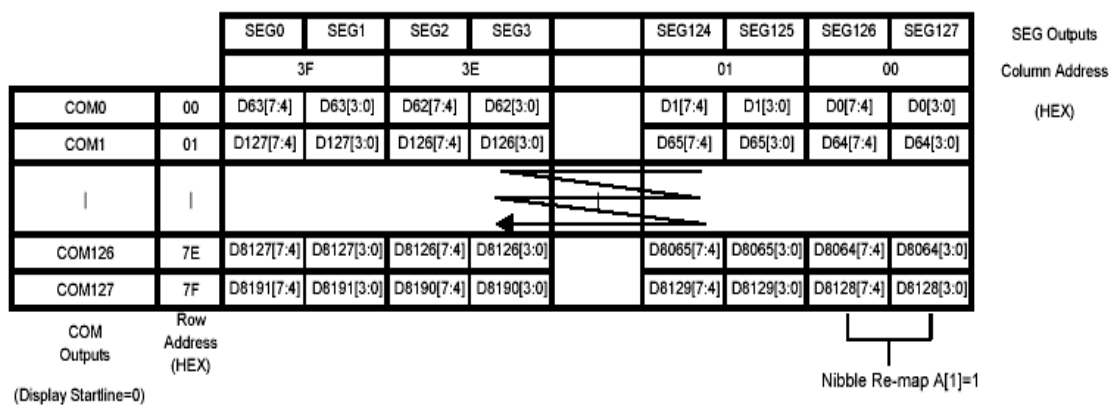 SEG0 SEG1 SEG2 SEG3 SEG124 SEG125 SEG126 SEG127 SEG Outputs
3F 3E 01 00 Column Address
COM0 00 D63[7:4] D63[3:0] D62[7:4] D62[3:0] D1[7:4] D1[3:0] D0[7:4] D0[3:0] (HEX)
COM1 01 D127[7:4] D127[3:0] D126[7:4] D126[3:0] D65[7:4] D65[3:0] D64[7:4] D64[3:0]
| | |
COM126 7E D8127[7:4] D8127[3:0] D8126[7:4] D8126[3:0] D8065[7:4] D8065[3:0] D8064[7:4] D8064[3:0]
COM127 7F D8191[7:4] D8191[3:0] D8190[7:4] D8190[3:0] D8129[7:4] D8129[3:0] D8128[7:4] D8128[3:0]
COM
Outputs
Row
Address
(HEX)
Nibble Re-map A[1]=1
(Display Startline=0)